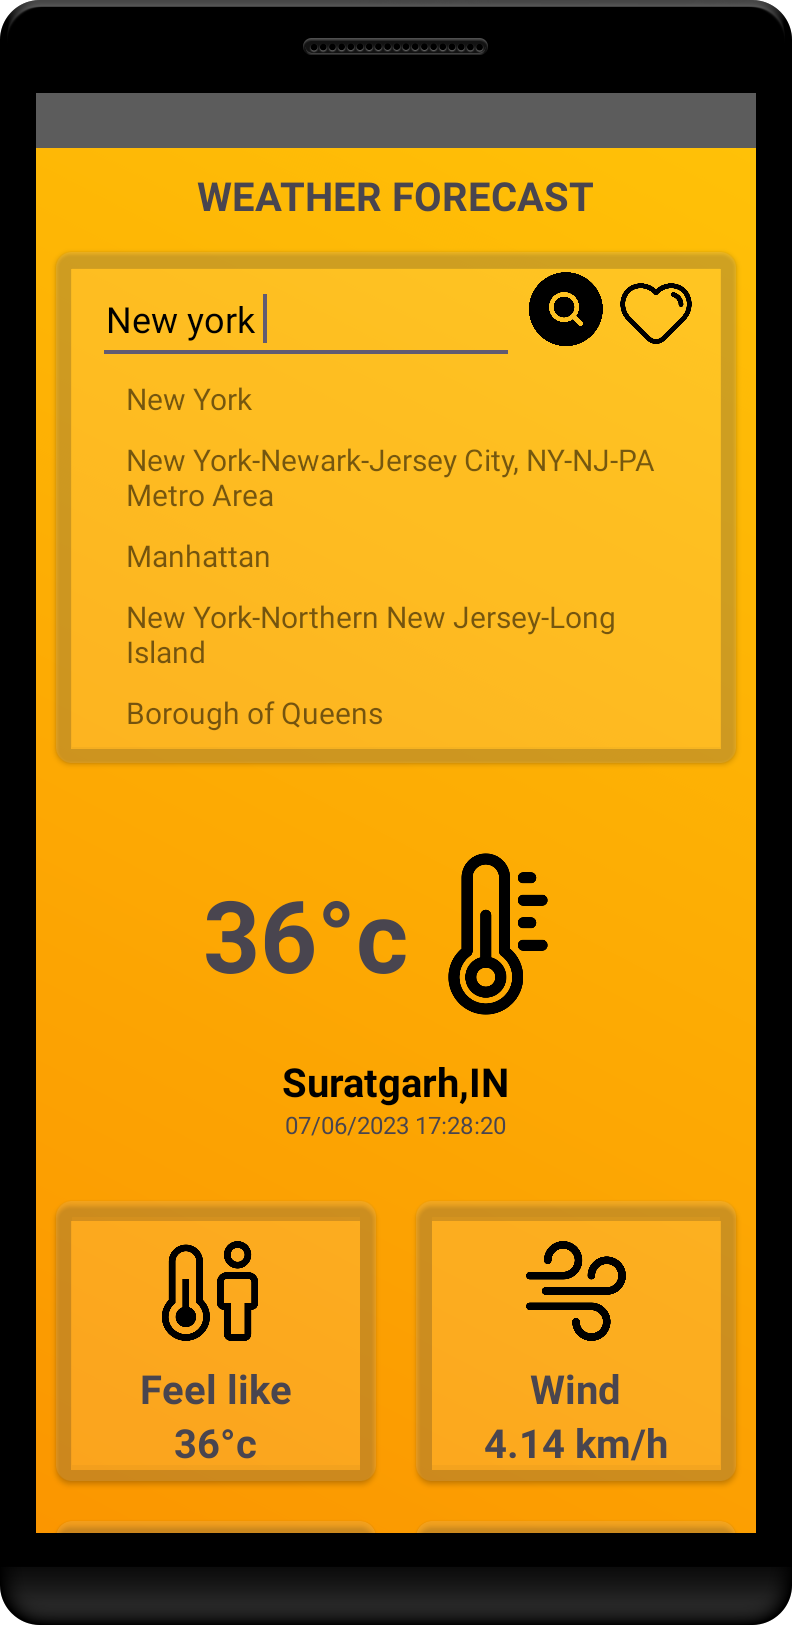 WEATHER FORECAST
New york
New York
New York-Newark-Jersey City, NY-NJ-PA
Metro Area
Manhattan
New York-Northern New Jersey-Long
Island
Borough of Queens
36°c
Suratgarh,IN
07/06/2023 17:28:20
Feel like
36°c
Wind
4.14 km/h